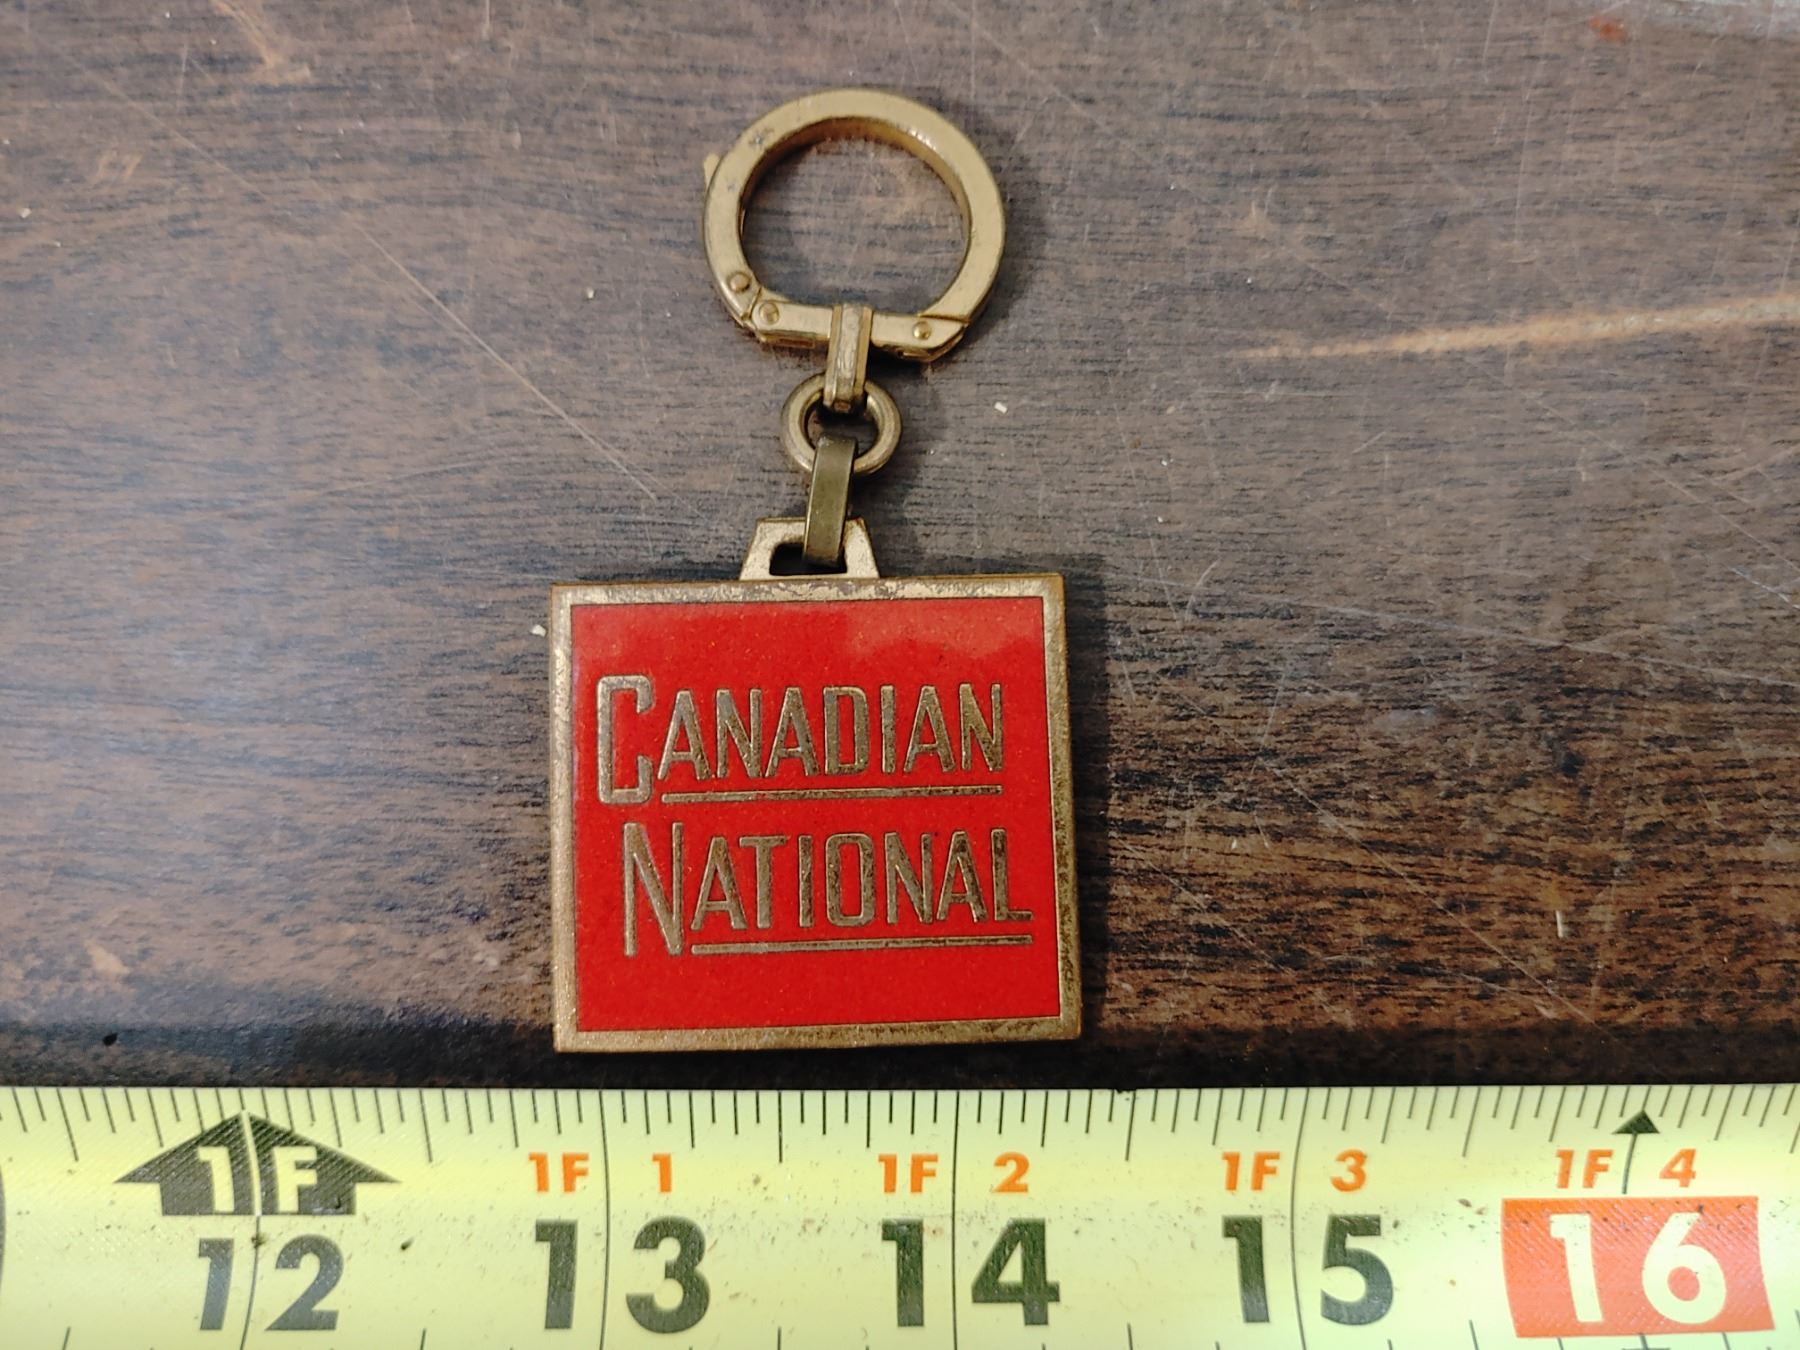 CANADIAN
NATIONAL
1F 1F 1 1F 2 1F 3 1F 4
12 13 14 15 16